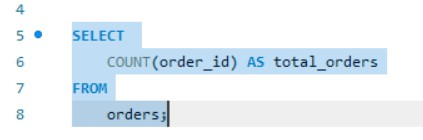 4
5 SELECT
6 COUNT(order_id) AS total_orders
7 FROM
8 orders;